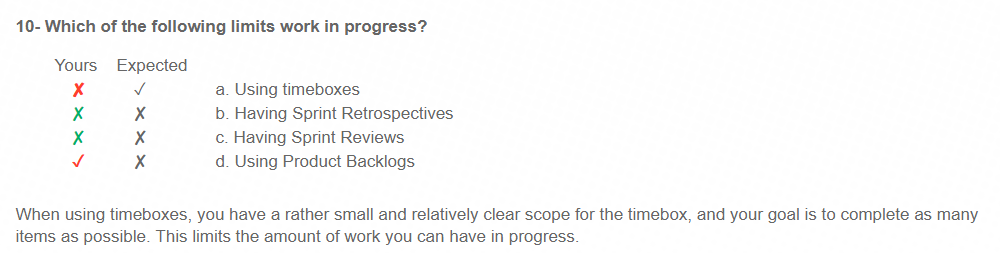 10- Which of the following limits work in progress?
Yours Expected
✗ ✓ a. Using timeboxes
✗ ✗ b. Having Sprint Retrospectives
✗ ✗ c. Having Sprint Reviews
✓ ✗ d. Using Product Backlogs
When using timeboxes, you have a rather small and relatively clear scope for the timebox, and your goal is to complete as many
items as possible. This limits the amount of work you can have in progress.